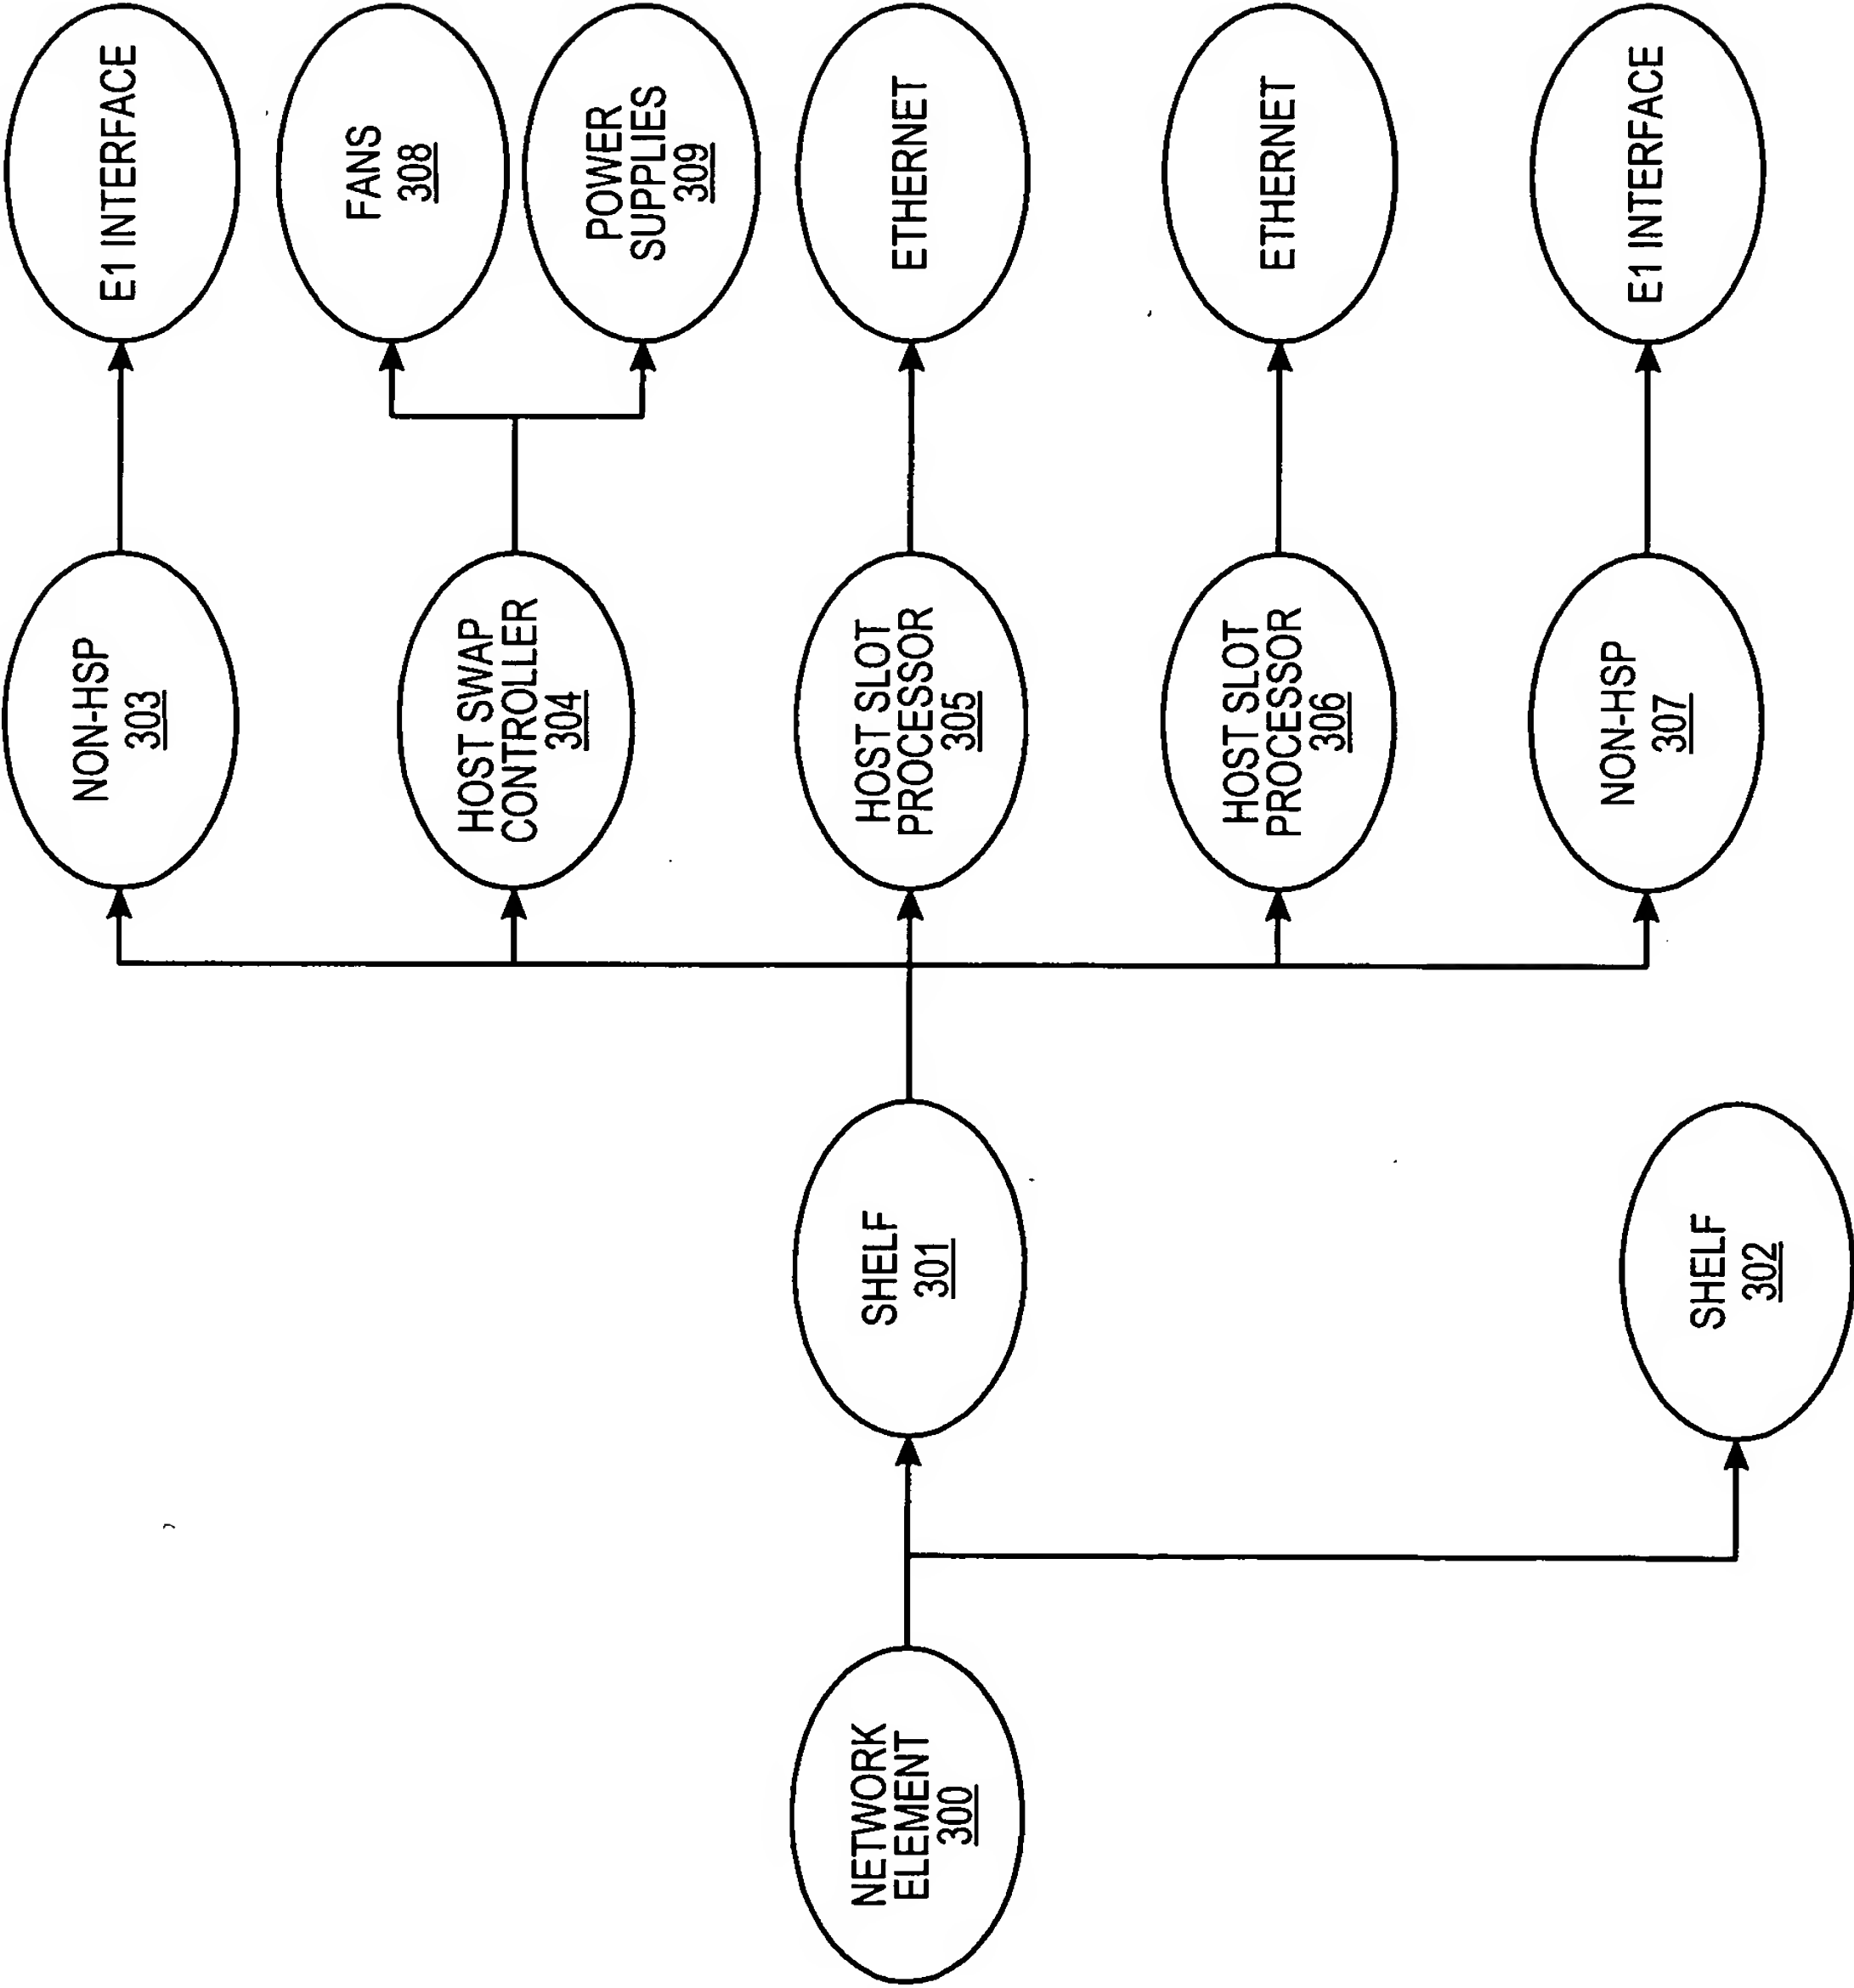 NETWORK
ELEMENT
300
SHELF
301
SHELF
302
NON-HSP
303
HOST SWAP
CONTROLLER
304
HOST SLOT
PROCESSOR
305
HOST SLOT
PROCESSOR
306
NON-HSP
307
E1 INTERFACE
FANS
308
POWER
SUPPLIES
309
ETHERNET
ETHERNET
E1 INTERFACE